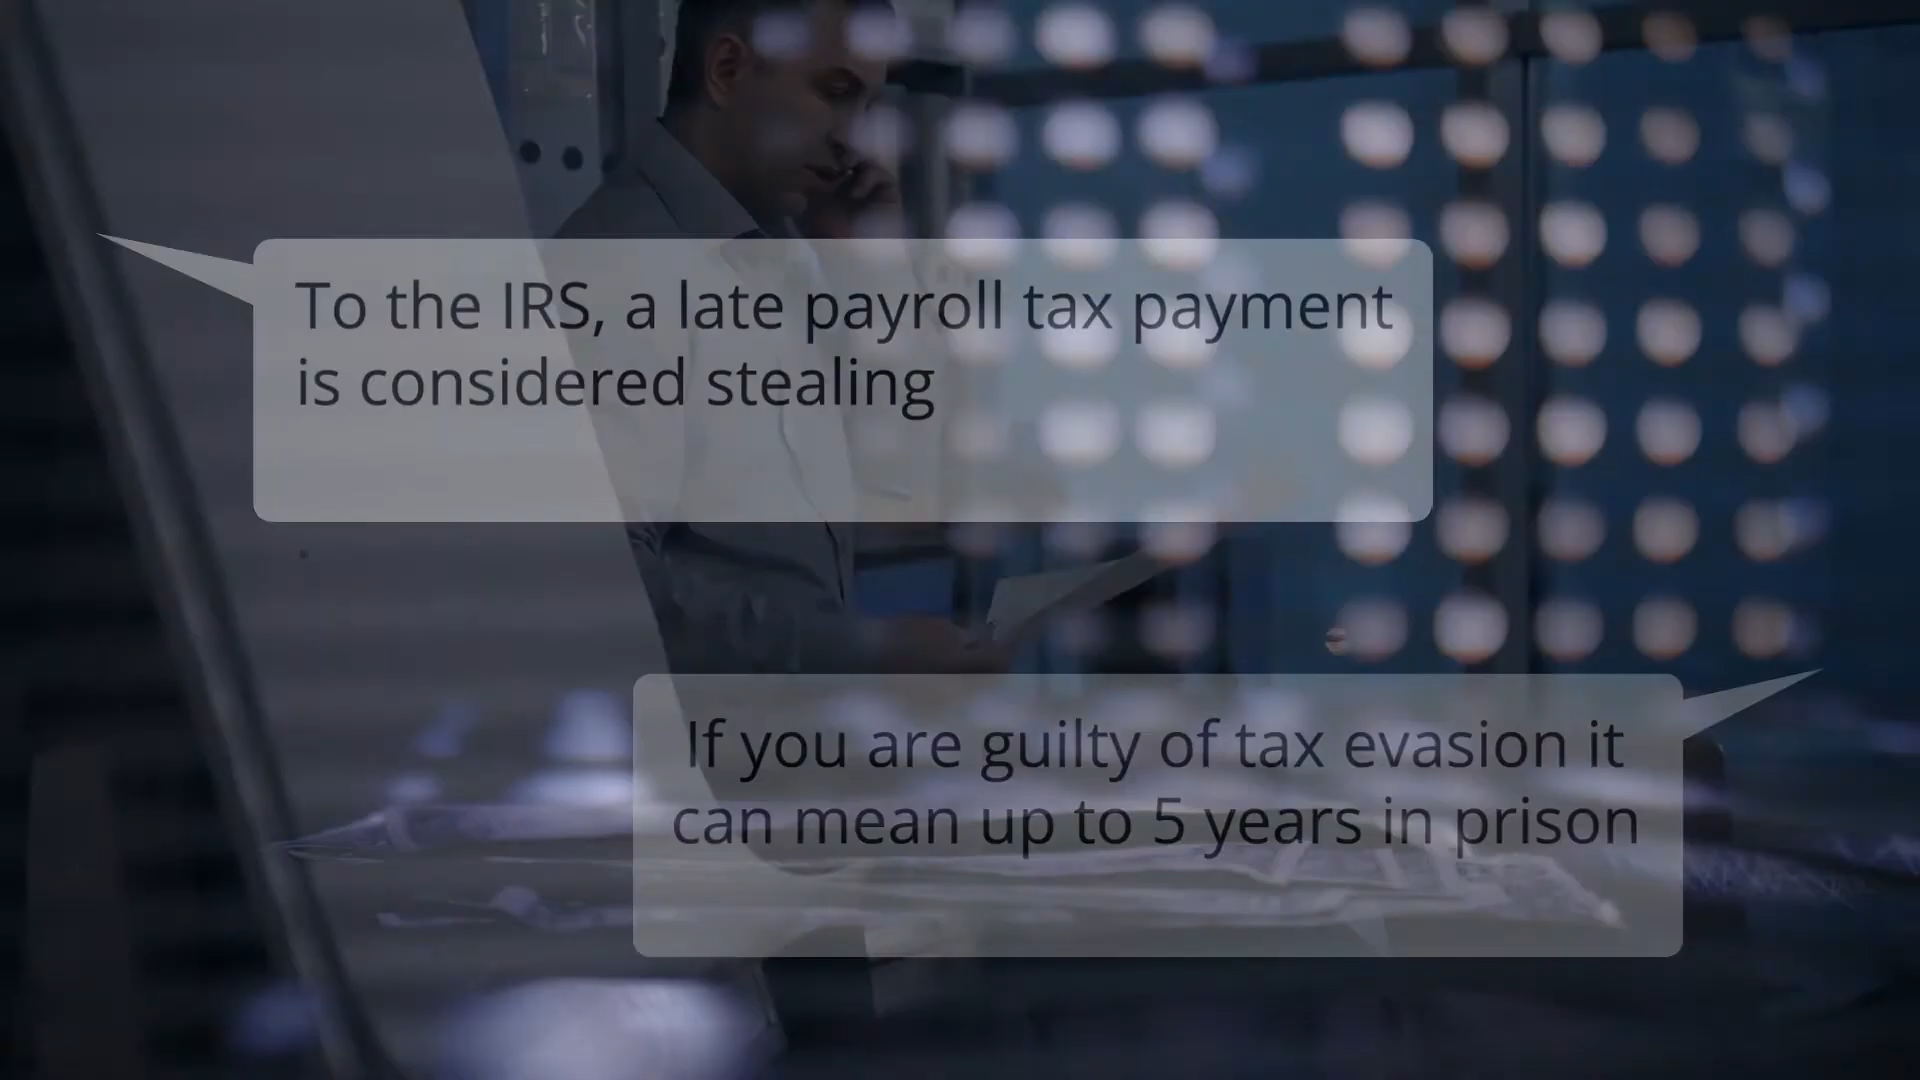 To the IRS, a late payroll tax payment
is considered stealing
If you are guilty of tax evasion it
can mean up to 5 years in prison